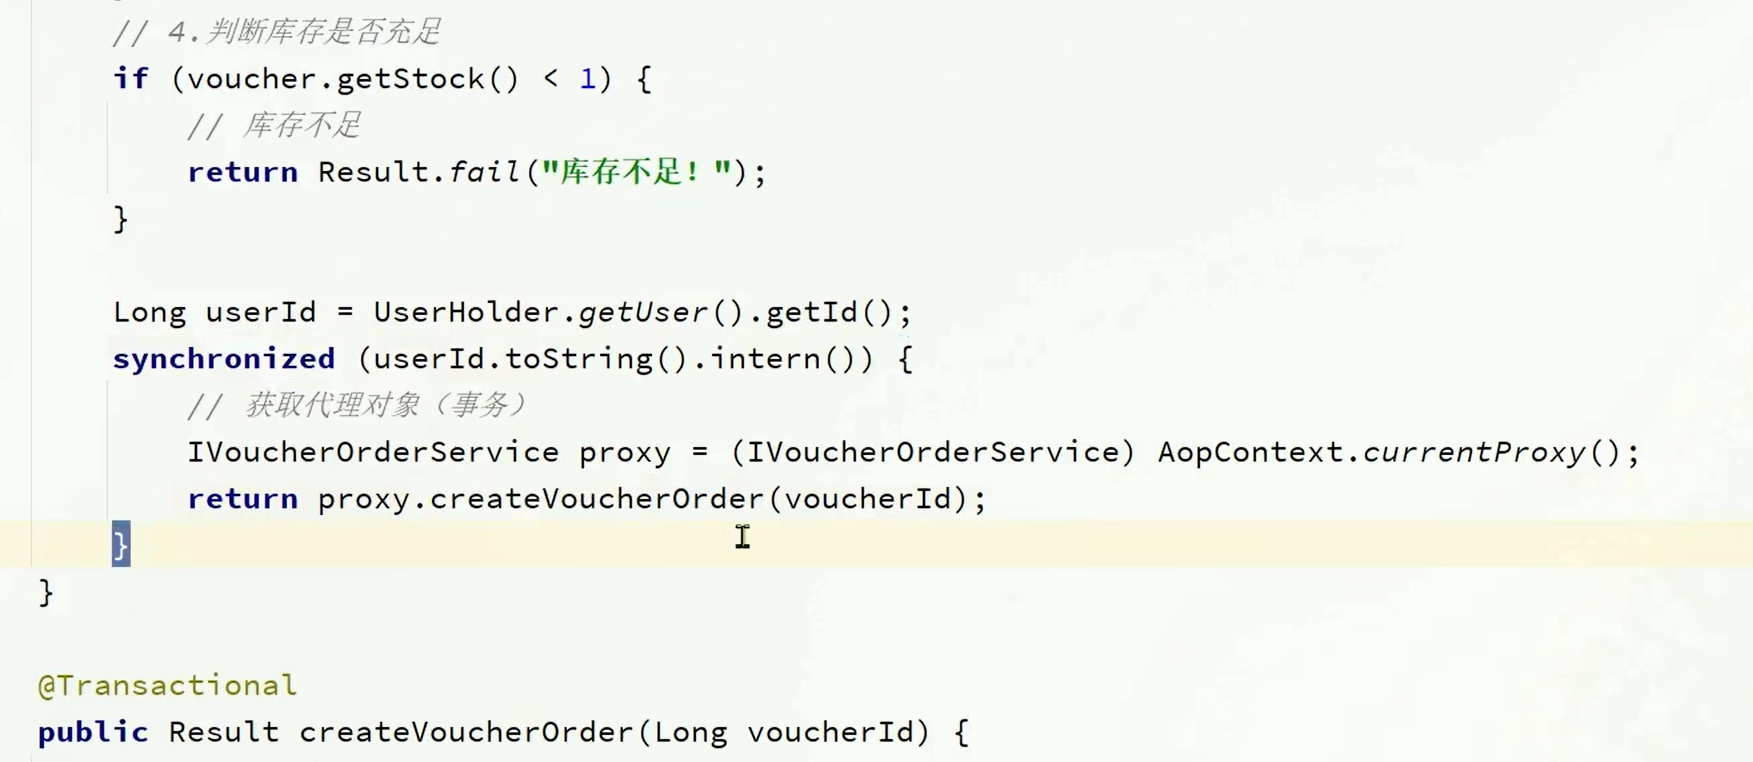 // 4.判断库存是否充足
if (voucher.getStock() < 1) {
// 库存不足
return Result.fail("库存不足！");
}
Long userId = UserHolder.getUser().getId();
synchronized (userId.toString().intern()) {
// 获取代理对象（事务）
IVoucherOrderService proxy = (IVoucherOrderService) AopContext.currentProxy();
return proxy.createVoucherOrder(voucherId);
}
}
@Transactional
public Result createVoucherOrder(Long voucherId) {